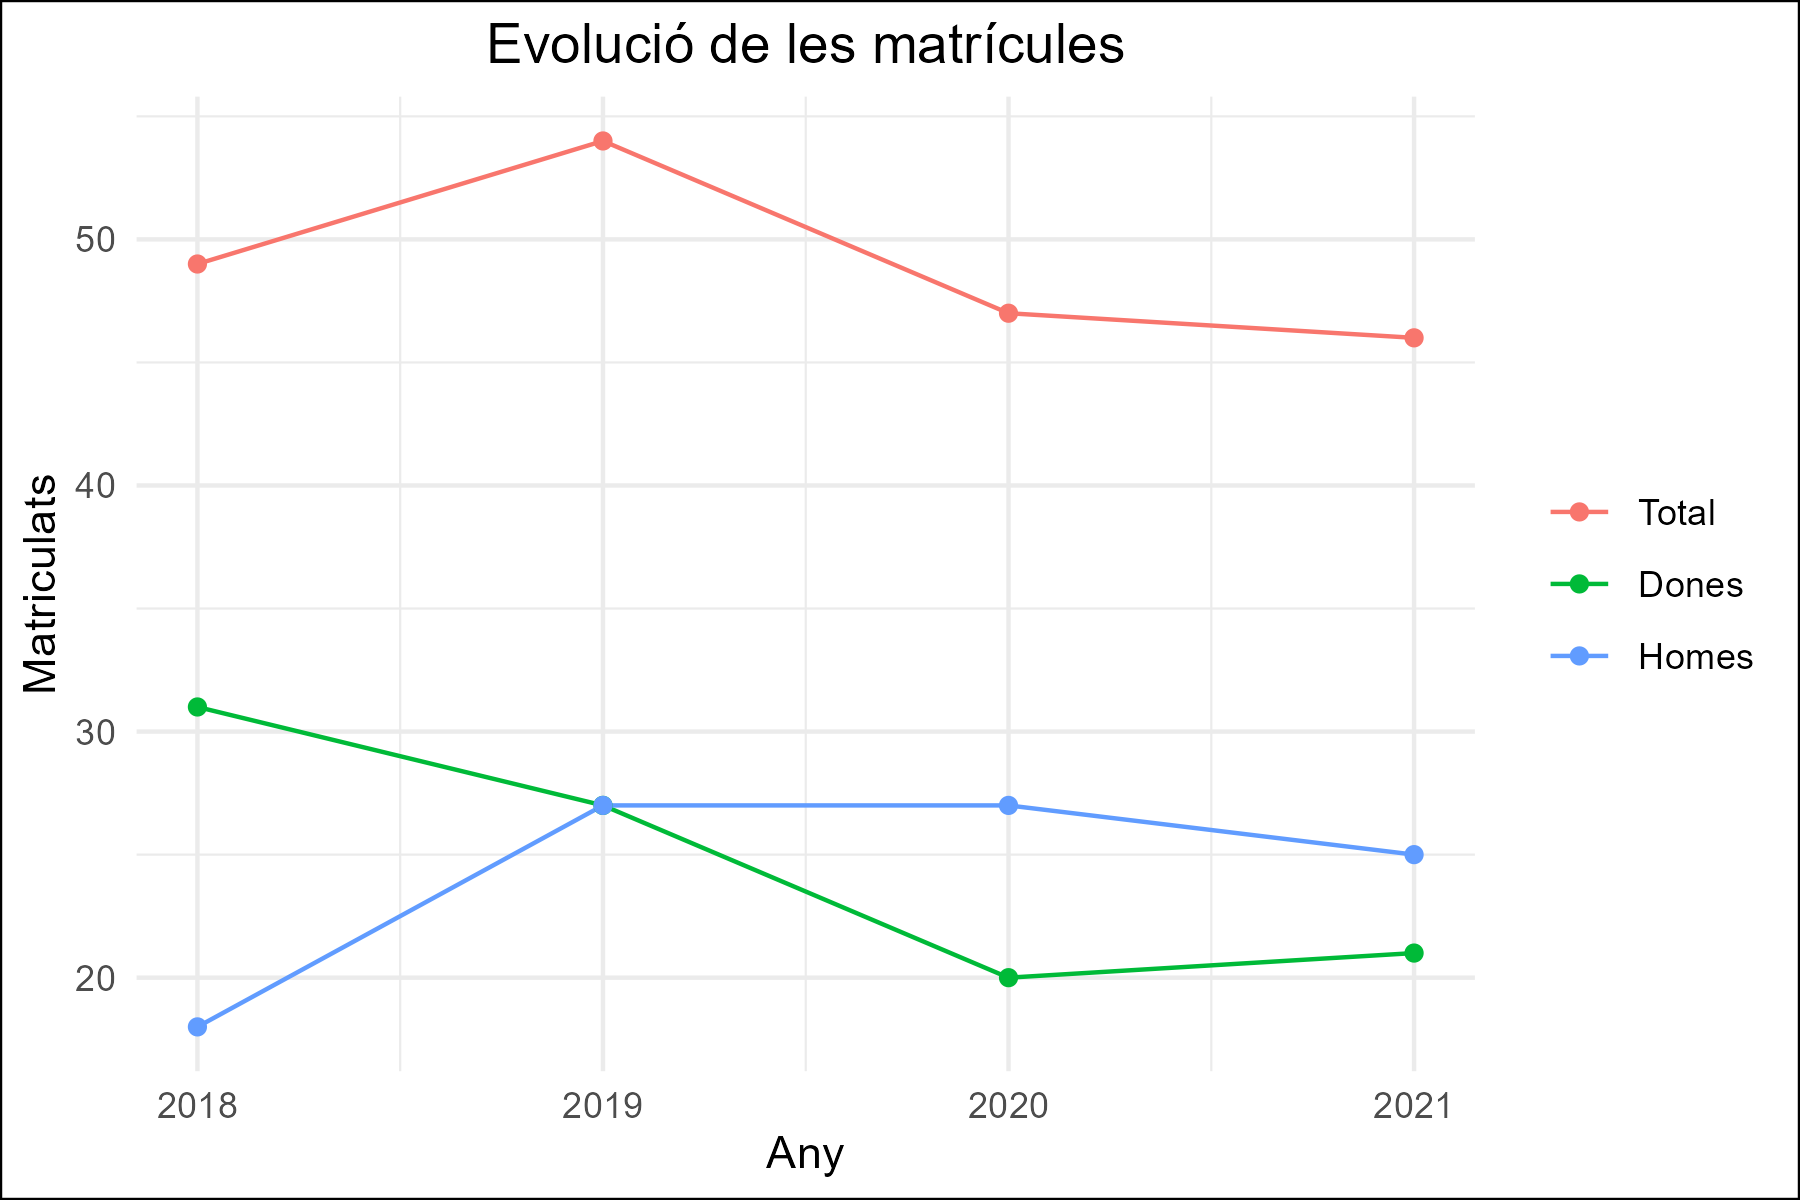 Evolució de les matrícules
Matriculats
50
40
30
20
2018
2019
2020
2021
Any
Total
Dones
Homes